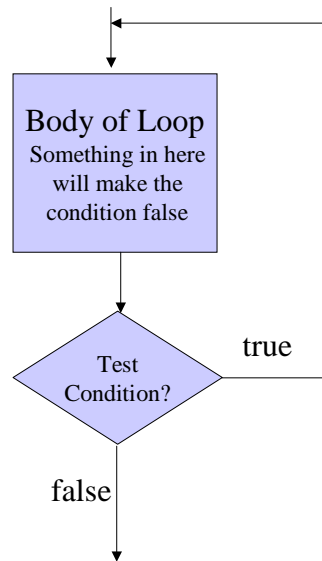 Body of Loop
Something in here
will make the
condition false
Test
Condition?
true
false